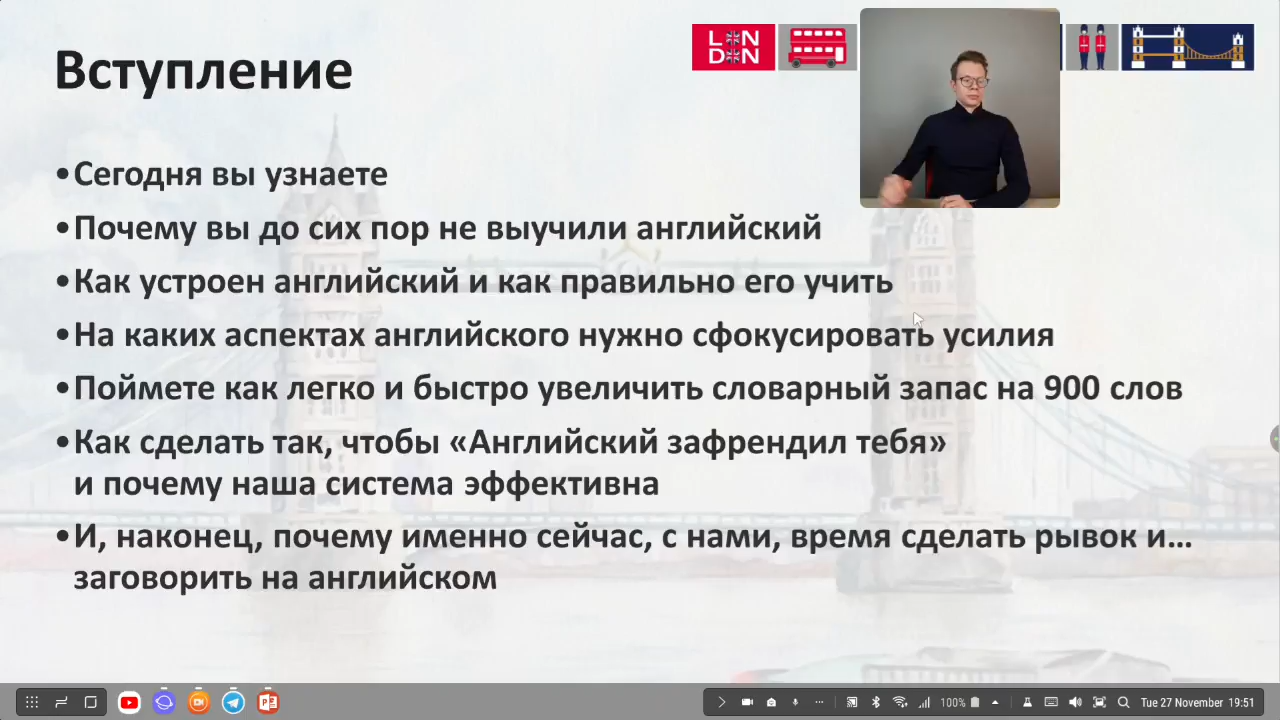 Вступление
LONDON
•Сегодня вы узнаете
•Почему вы до сих пор не выучили английский
•Как устроен английский и как правильно его учить
•На каких аспектах английского нужно сфокусировать усилия
•Поймете как легко и быстро увеличить словарный запас на 900 слов
•Как сделать так, чтобы «Английский зафрендил тебя»
и почему наша система эффективна
•И, наконец, почему именно сейчас, с нами, время сделать рывок и...
заговорить на английском
100% Tue 27 November 19:51